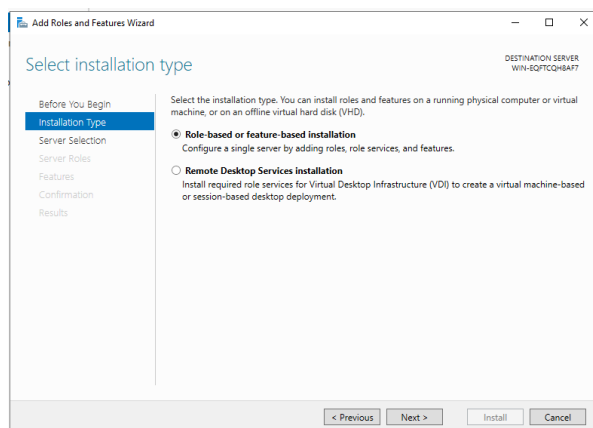 Add Roles and Features Wizard
Select installation type
DESTINATION SERVER
WIN-EQFTCQHBAF7
Before You Begin
Installation Type
Server Selection
Server Roles
Features
Confirmation
Results
Select the installation type. You can install roles and features on a running physical computer or virtual
machine, or on an offline virtual hard disk (VHD).
Role-based or feature-based installation
Configure a single server by adding roles, role services, and features.
Remote Desktop Services installation
Install required role services for Virtual Desktop Infrastructure (VDI) to create a virtual machine-based
or session-based desktop deployment.
< Previous
Next >
Install
Cancel